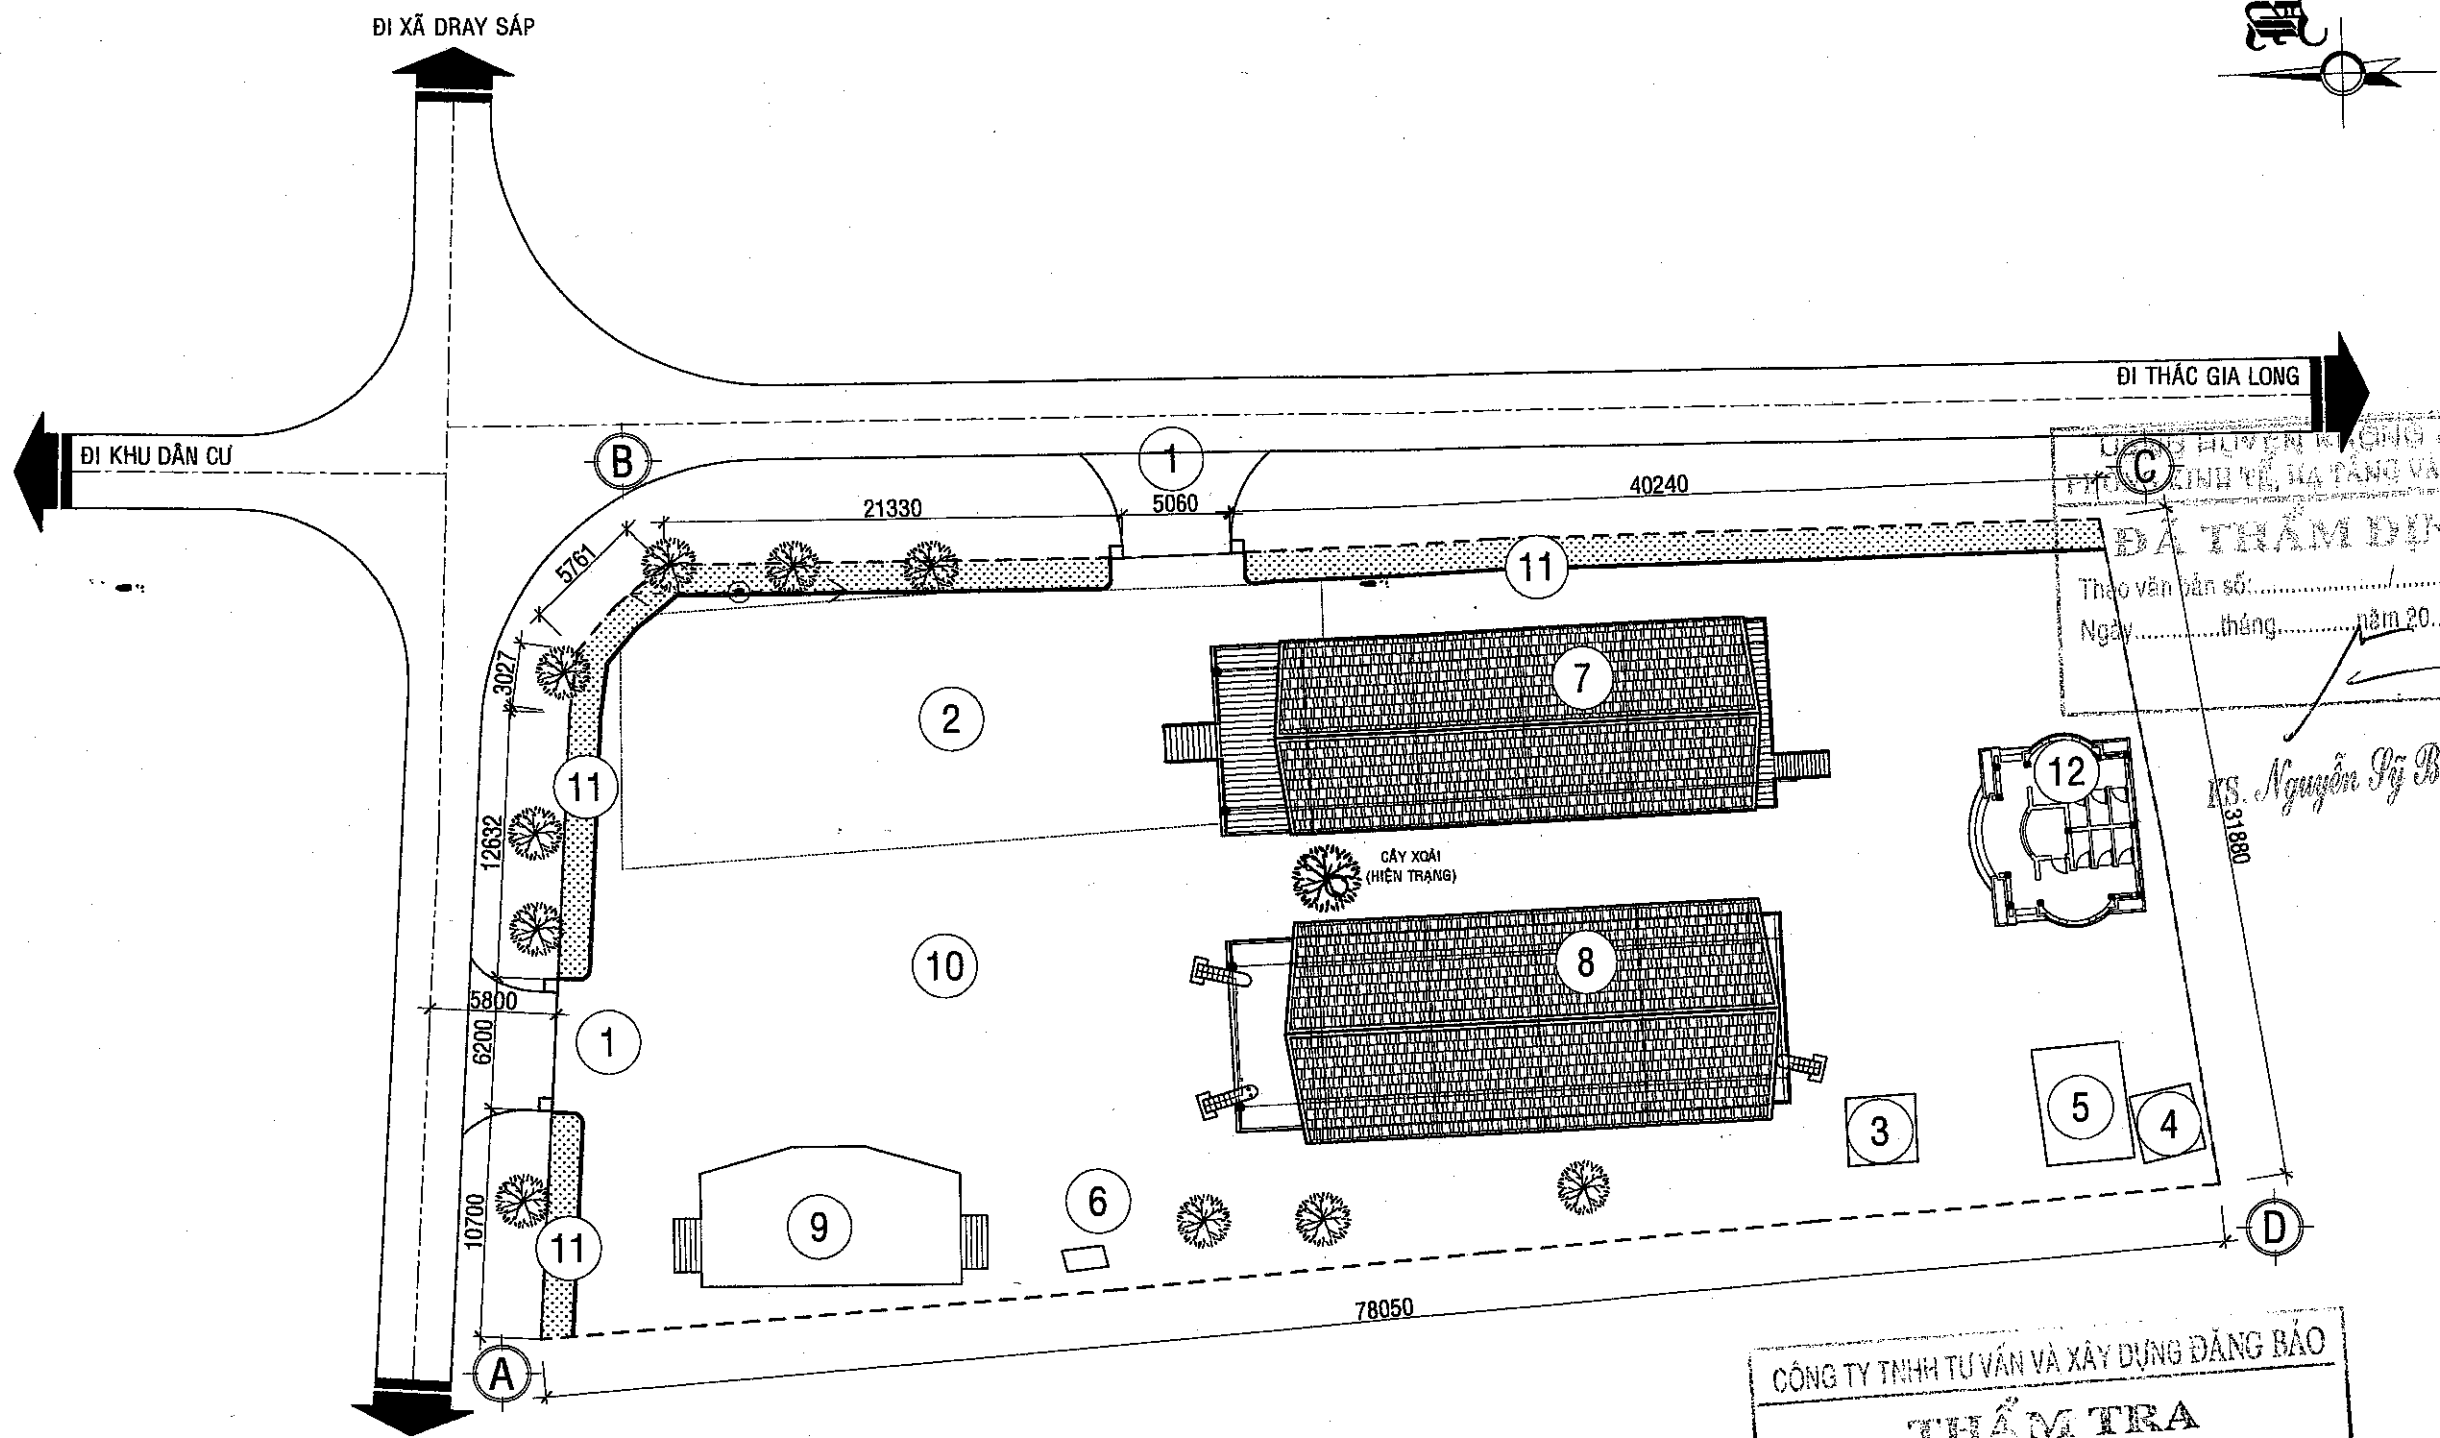 ĐI XÃ DRAY SÁP
ĐI THÁC GIA LONG
ĐI KHU DÂN CƯ
B
1
C
21330
5060
40240
5761
11
ĐÃ THẨM
Theo văn bản số:............../........
Ngày............tháng............năm 20..
3027
7
2
11
12
KS. Nguyễn Sỹ
12632
31880
CÂY XOÀI
(HIỆN TRẠNG)
10
8
5800
6200
1
3
5
4
6
10700
9
11
D
78050
A
CÔNG TY TNHH TƯ VẤN VÀ XÂY DỰNG ĐĂNG BẢO
THẨM TRA